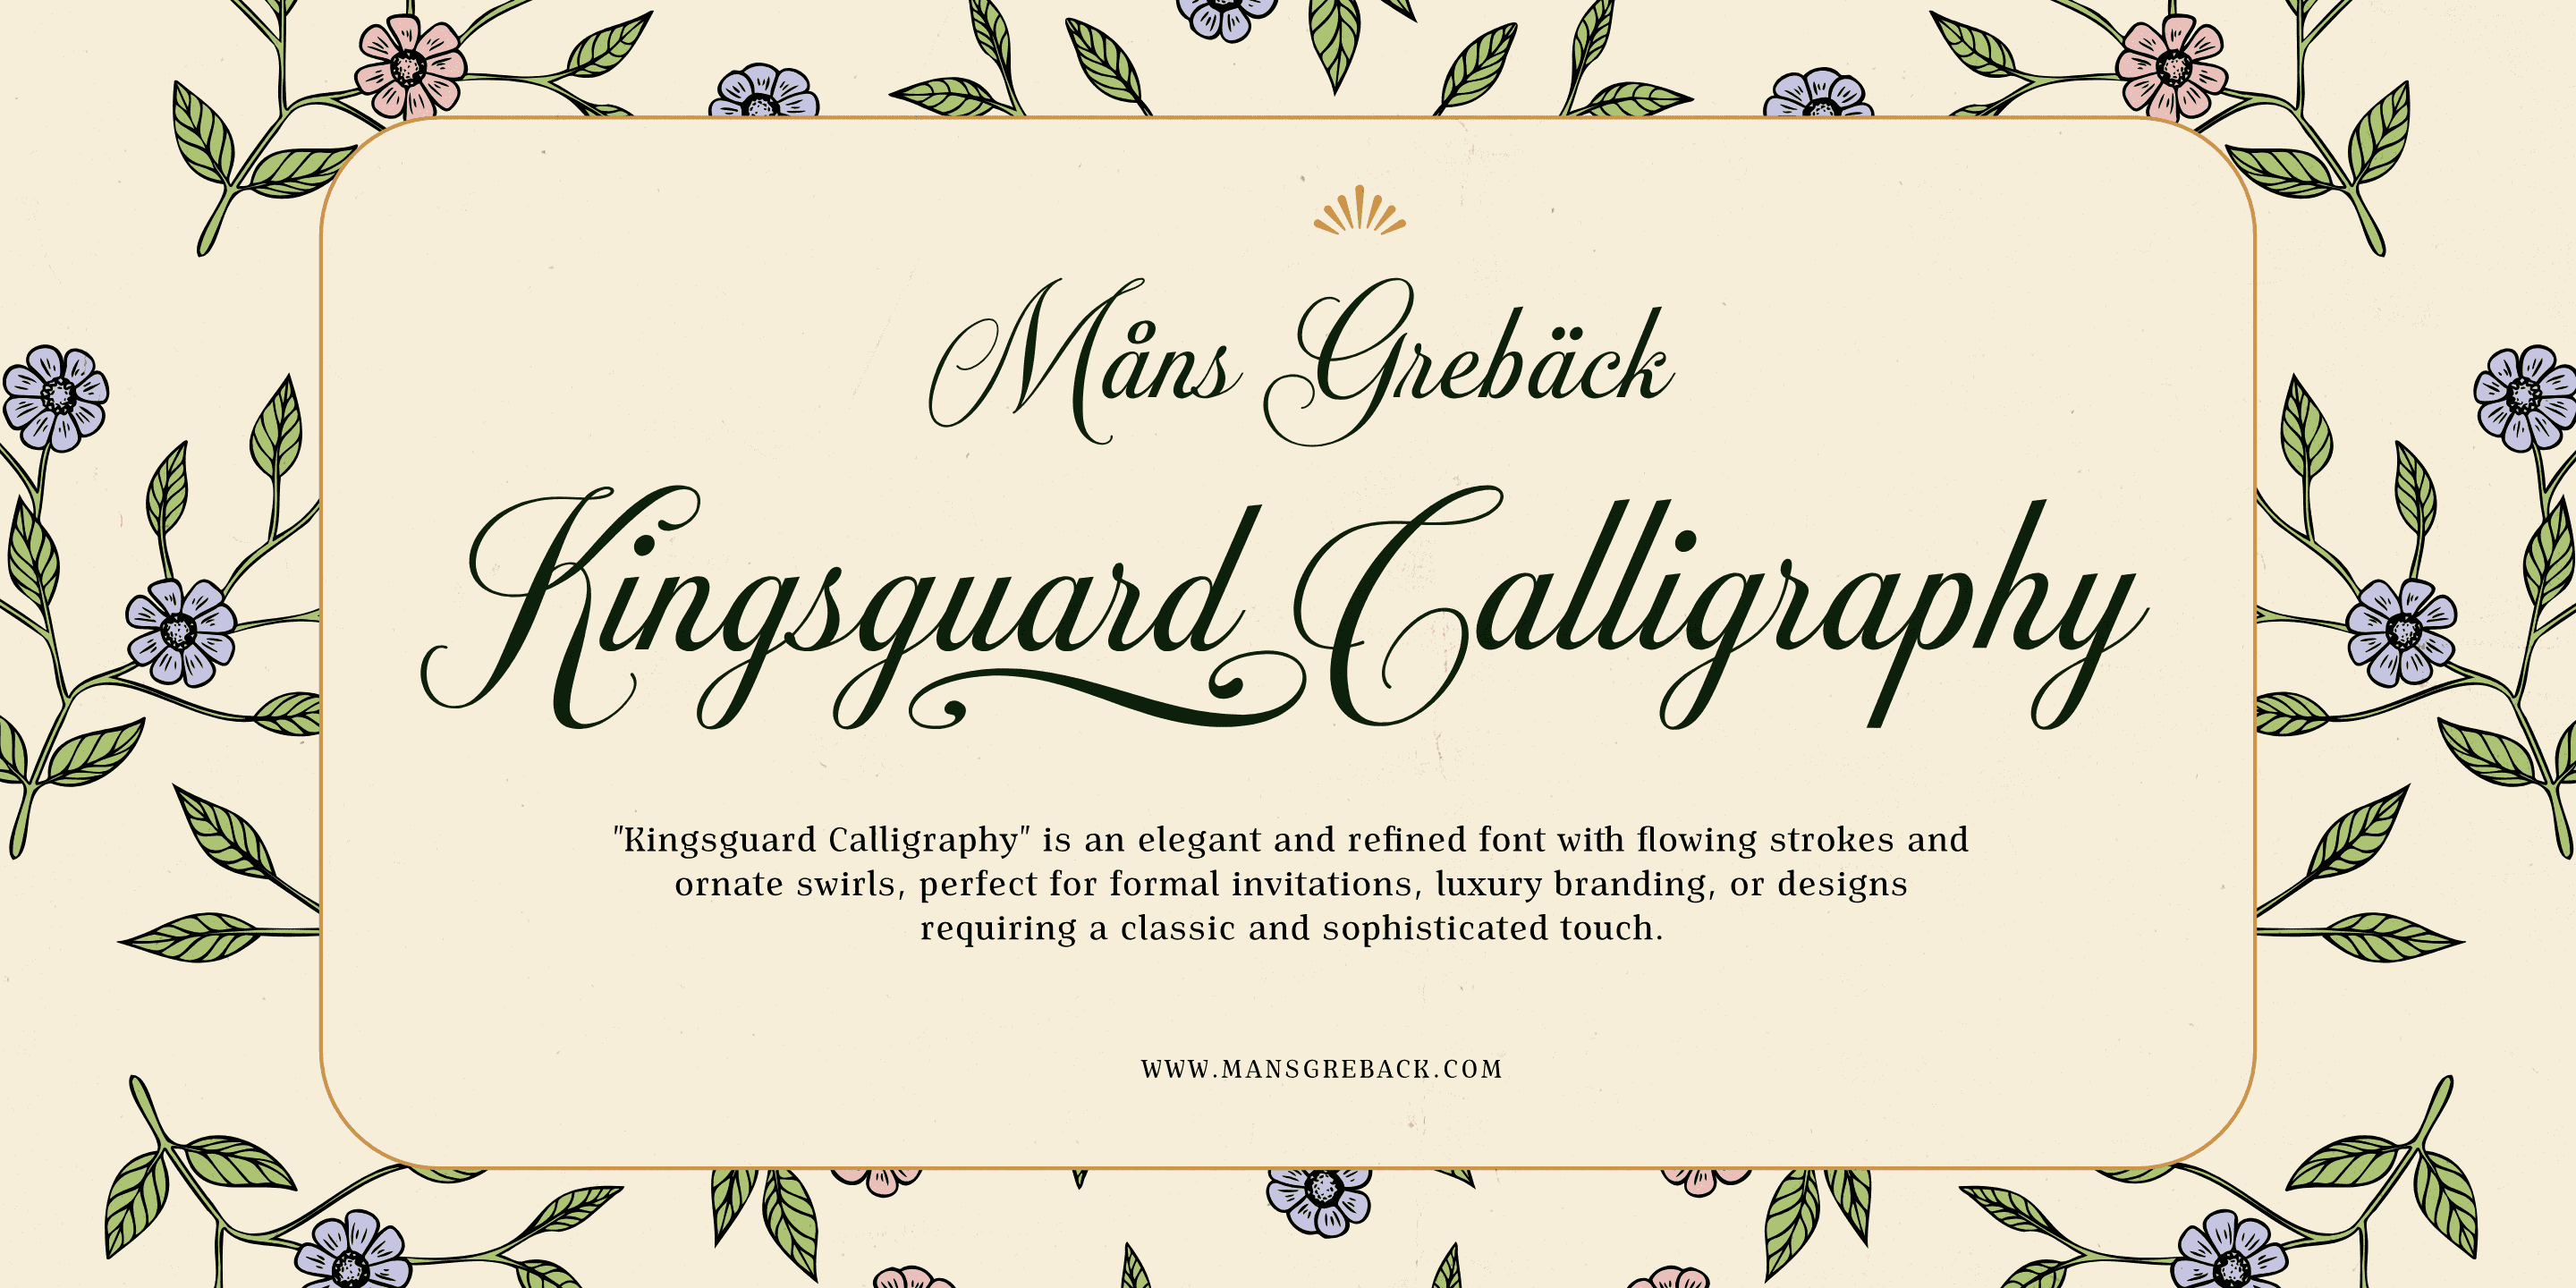 Måns Grebäck
Kingsguard Calligraphy
"Kingsguard Calligraphy" is an elegant and refined font with flowing strokes and
ornate swirls, perfect for formal invitations, luxury branding, or designs
requiring a classic and sophisticated touch.
WWW.MANSGREBACK.COM